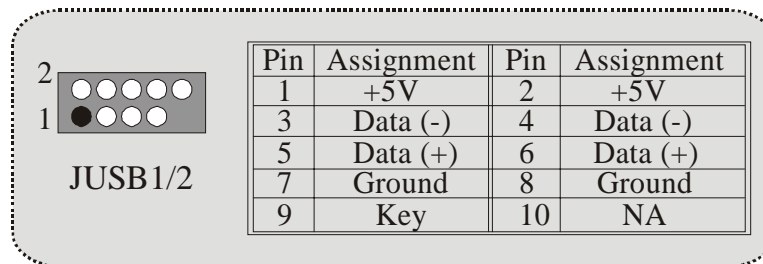 2
1
JUSB1/2
Pin Assignment Pin Assignment
1 +5V 2 +5V
3 Data (-) 4 Data (-)
5 Data (+) 6 Data (+)
7 Ground 8 Ground
9 Key 10 NA